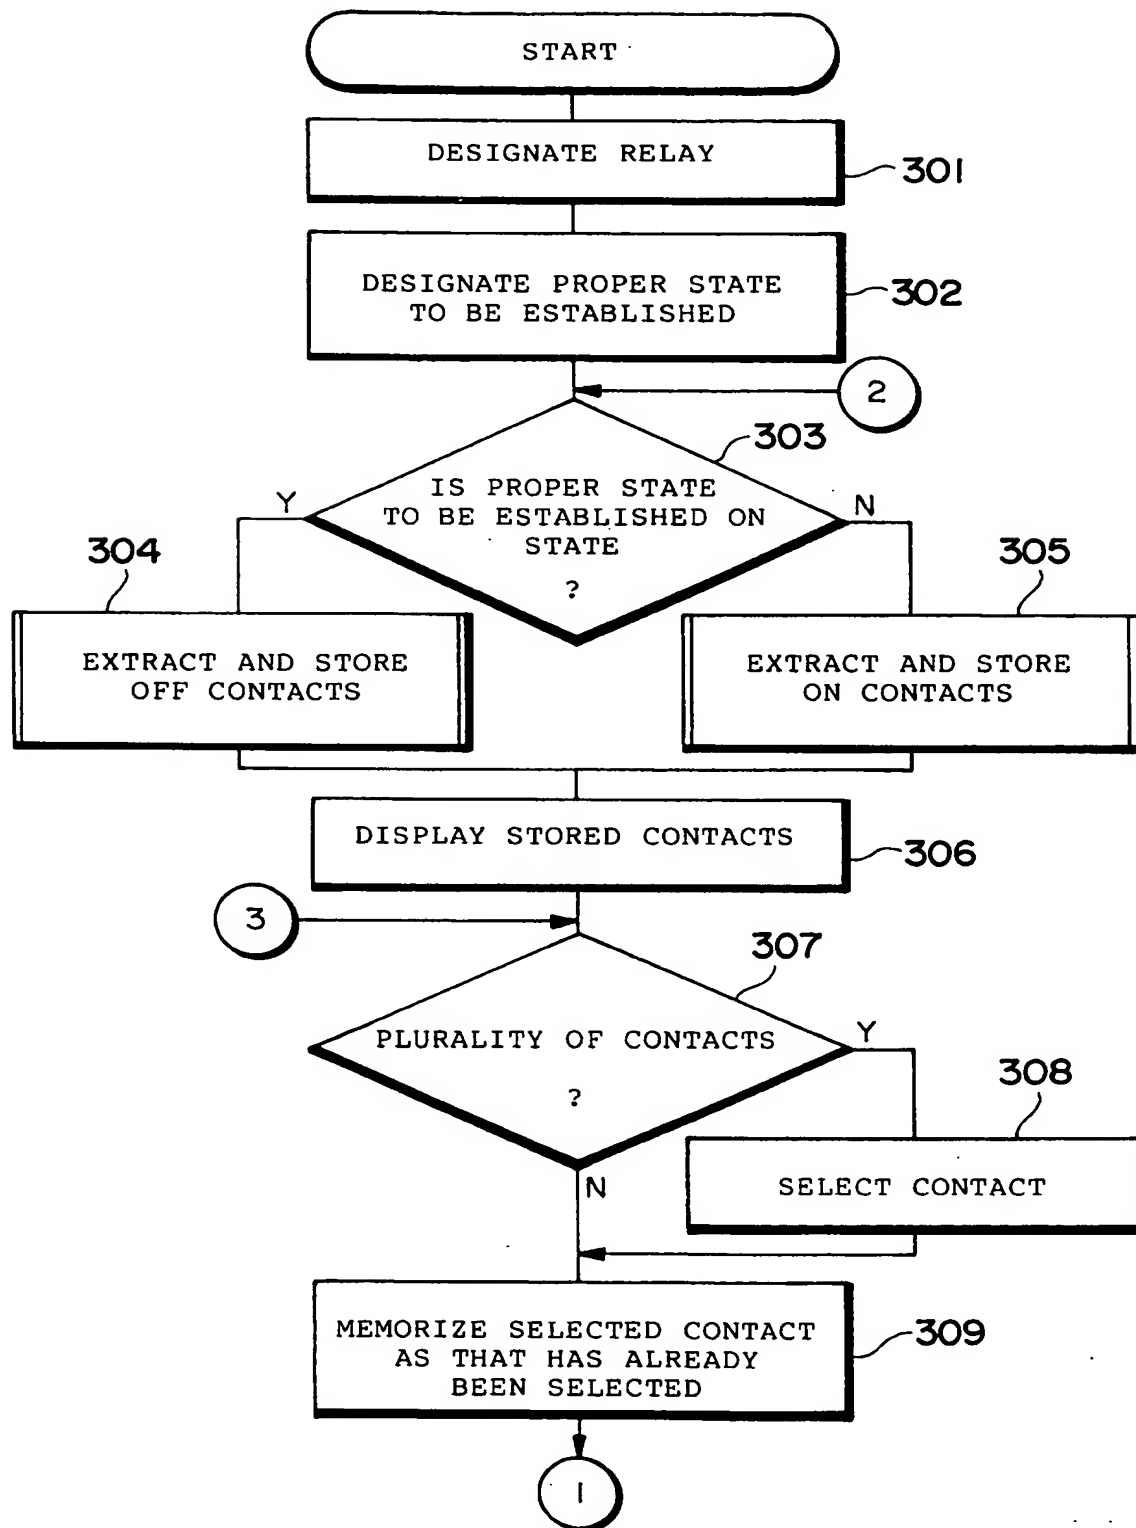 START
DESIGNATE RELAY
301
DESIGNATE PROPER STATE
TO BE ESTABLISHED
302
2
303
IS PROPER STATE
TO BE ESTABLISHED ON
STATE
?
Y
N
304
305
EXTRACT AND STORE
OFF CONTACTS
EXTRACT AND STORE
ON CONTACTS
DISPLAY STORED CONTACTS
306
3
307
PLURALITY OF CONTACTS
?
Y
308
N
SELECT CONTACT
MEMORIZE SELECTED CONTACT
AS THAT HAS ALREADY
BEEN SELECTED
309
1